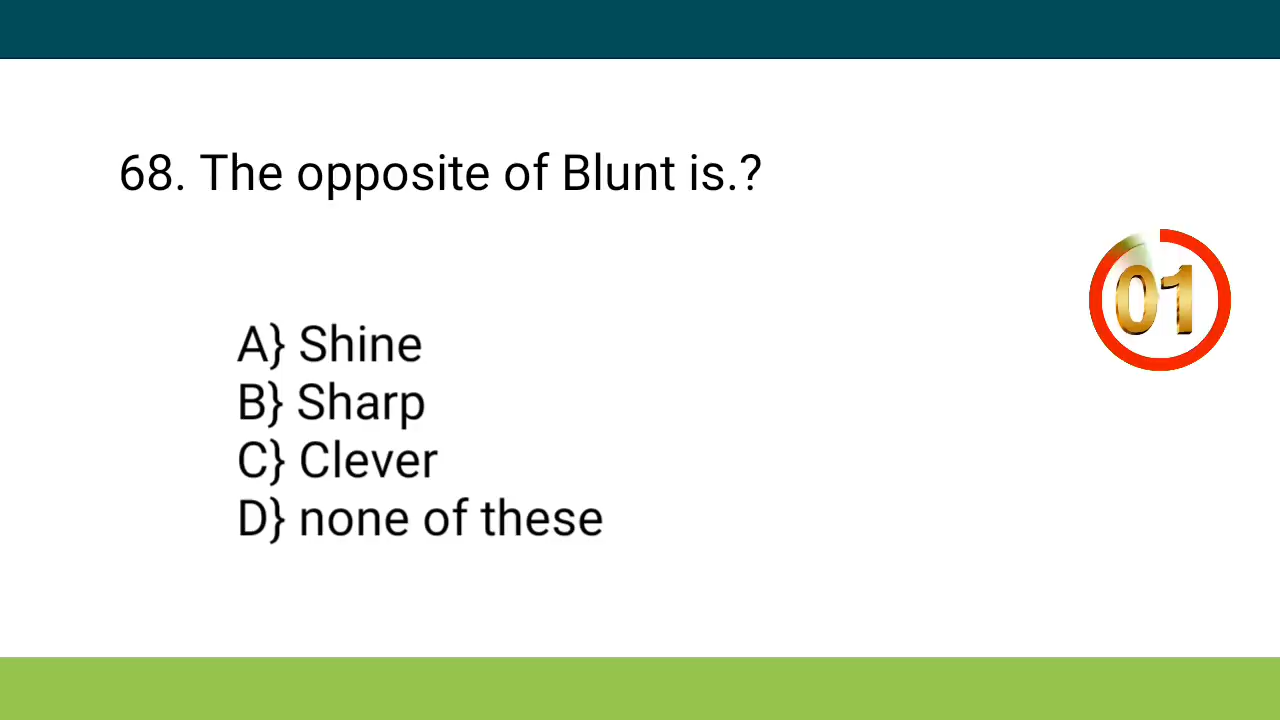 68. The opposite of Blunt is.?
01
A} Shine
B} Sharp
C} Clever
D} none of these